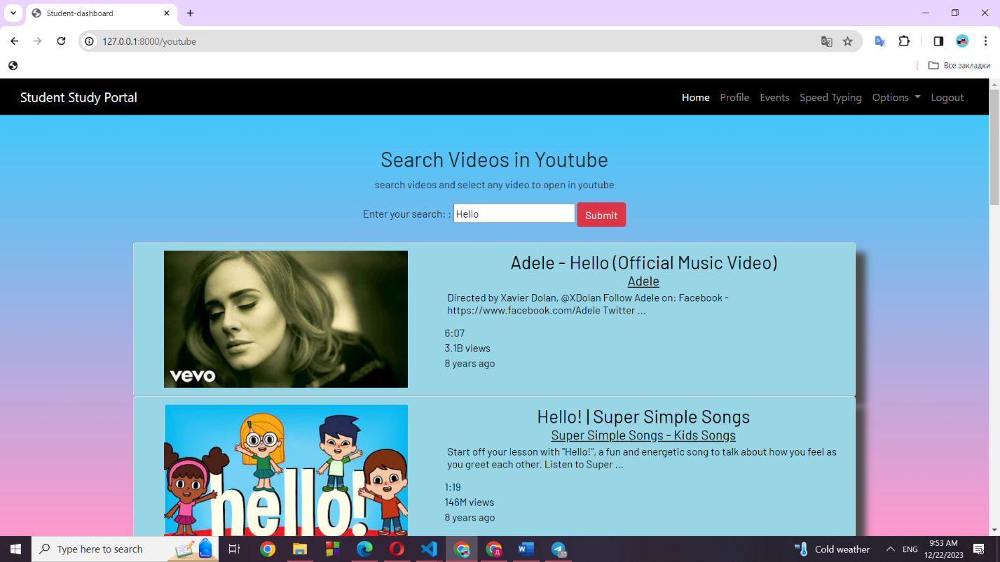 Student-dashboard
127.0.0.1:8000/youtube
Все закладки
Student Study Portal
Home Profile Events Speed Typing Options Logout
Search Videos in Youtube
search videos and select any video to open in youtube
Enter your search: : Hello Submit
vevo
Adele - Hello (Official Music Video)
Adele
Directed by Xavier Dolan, @XDolan Follow Adele on: Facebook -
https://www.facebook.com/Adele Twitter ...
6:07
3.1B views
8 years ago
hello!
Hello! | Super Simple Songs
Super Simple Songs - Kids Songs
Start off your lesson with "Hello!", a fun and energetic song to talk about how you feel as
you greet each other. Listen to Super ...
1:19
146M views
8 years ago
Type here to search
W
Д
37
Cold weather
ENG
9:53 AM
12/22/2023